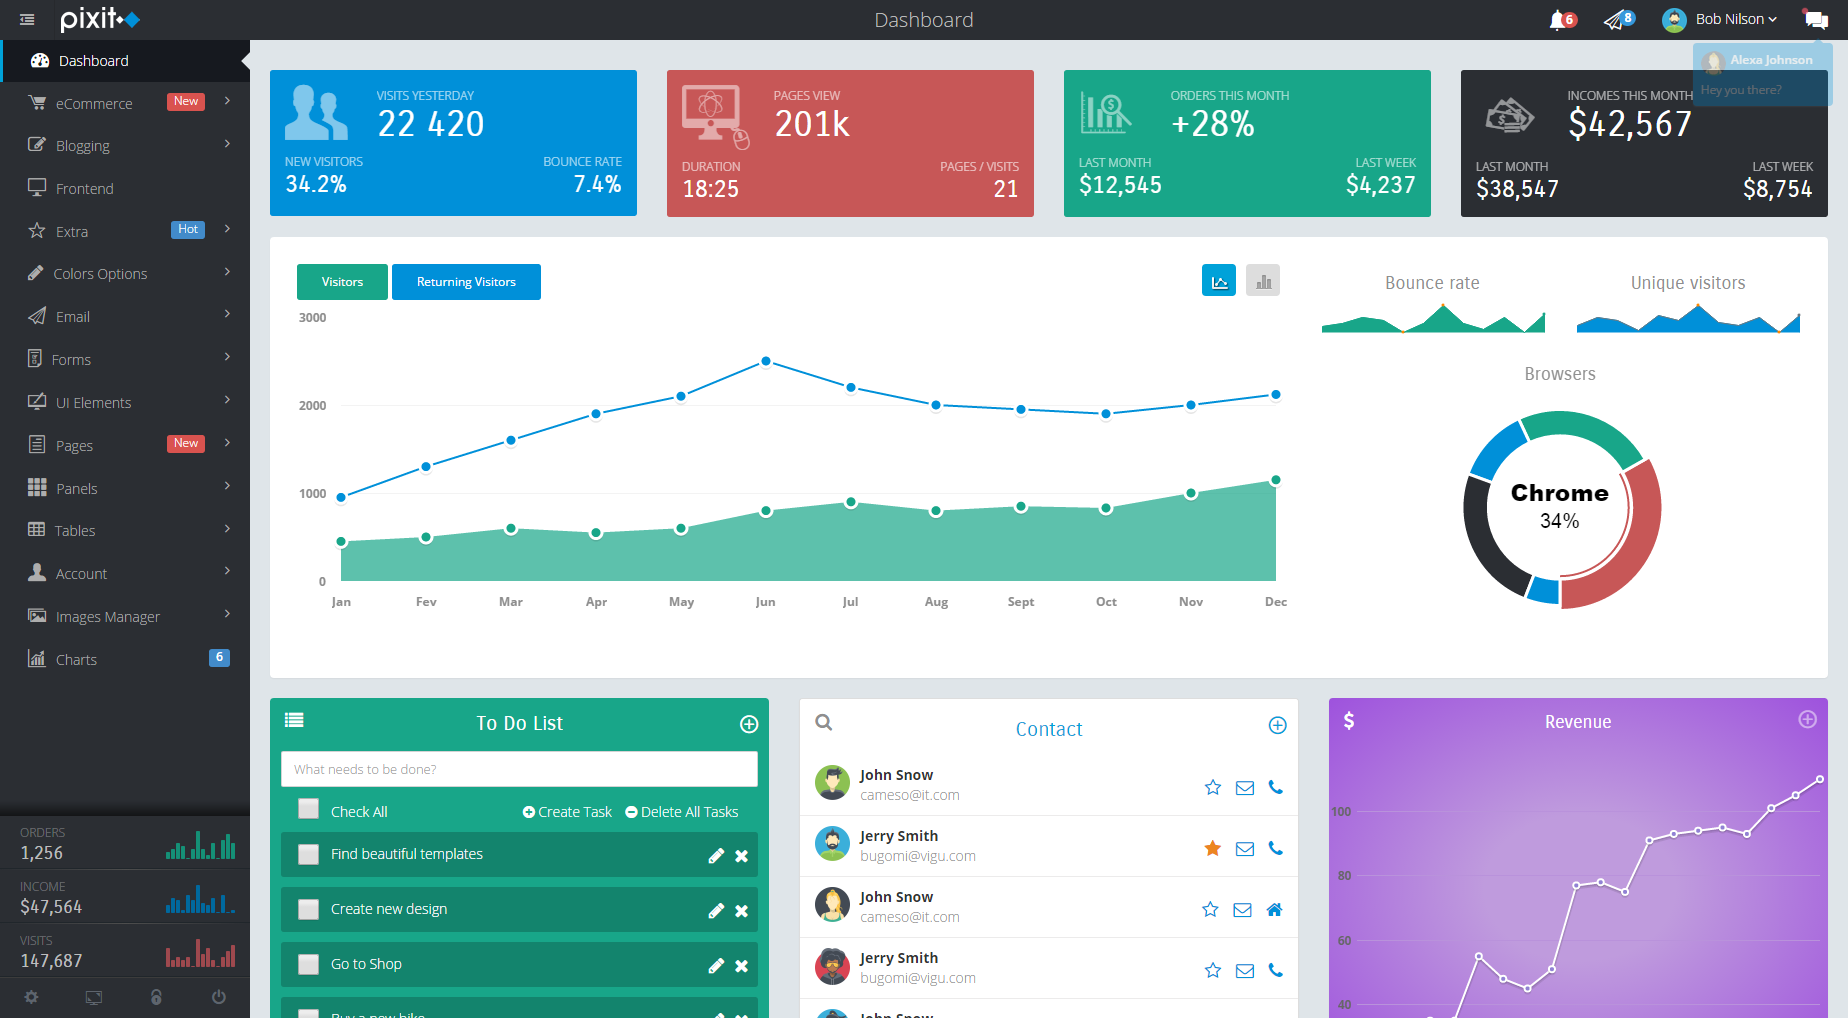 pixit
Dashboard
6
8
Bob Nilson
Alexa Johnson
Hey you there?
Dashboard
eCommerce
New
Blogging
Frontend
Extra
Hot
Colors Options
Email
Forms
UI Elements
Pages
New
Panels
Tables
Account
Images Manager
Charts
6
ORDERS
1,256
INCOME
$47,564
VISITS
147,687
VISITS YESTERDAY
22 420
NEW VISITORS
BOUNCE RATE
34.2%
7.4%
PAGES VIEW
201k
DURATION
PAGES / VISITS
18:25
21
ORDERS THIS MONTH
+28%
LAST MONTH
LAST WEEK
$12,545
$4,237
INCOMES THIS MONTH
$42,567
LAST MONTH
LAST WEEK
$38,547
$8,754
Visitors
Returning Visitors
3000
2000
1000
0
Jan
Fev
Mar
Apr
May
Jun
Jul
Aug
Sept
Oct
Nov
Dec
Bounce rate
Unique visitors
Browsers
Chrome
34%
To Do List
What needs to be done?
Check All
Create Task
Delete All Tasks
Find beautiful templates
Create new design
Go to Shop
Buy a new bike
Contact
John Snow
cameso@it.com
Jerry Smith
bugomi@vigu.com
John Snow
cameso@it.com
Jerry Smith
bugomi@vigu.com
John Snow
$
Revenue
100
80
60
40